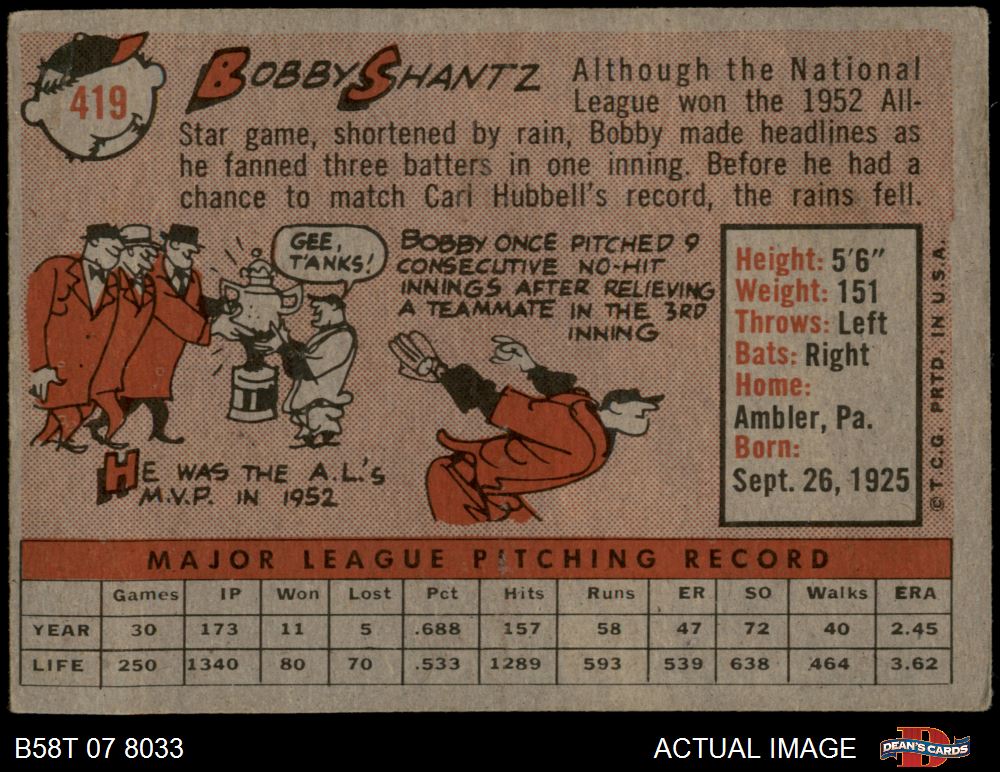 419
BOBBY SHANTZ
Although the National
League won the 1952 All-
Star game, shortened by rain, Bobby made headlines as
he fanned three batters in one inning. Before he had a
chance to match Carl Hubbell's record, the rains fell.
GEE,
T'ANKS!
HE WAS THE A.L.'S
M.V.P. IN 1952
BOBBY ONCE PITCHED 9
CONSECUTIVE NO-HIT
INNINGS AFTER RELIEVING
A TEAMMATE IN THE 3RD
INNING
Height: 5'6"
Weight: 151
Throws: Left
Bats: Right
Home:
Ambler, Pa.
Born:
Sept. 26, 1925
© T.C.G. PRTD. IN U.S.A.
MAJOR LEAGUE PITCHING RECORD
Games IP Won Lost Pct Hits Runs ER SO Walks ERA
YEAR 30 173 11 5 .688 157 58 47 72 40 2.45
LIFE 250 1340 80 70 .533 1289 593 539 638 464 3.62
B58T 07 8033
ACTUAL IMAGE
D
DEAN'S CARDS